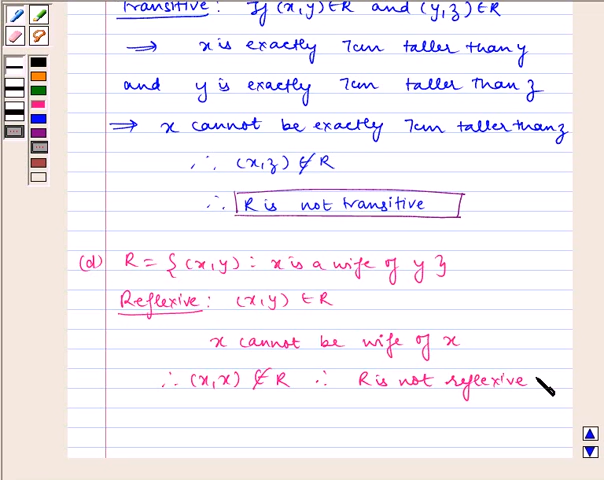 Transitive: If (x,y)∈R and (y,z)∈R
⇒ x is exactly 7cm taller than y
and y is exactly 7cm taller than z
⇒ x cannot be exactly 7cm taller than z
∴ (x,z) ∉ R
∴ R is not transitive
(d) R = { (x,y) : x is a wife of y }
Reflexive: (x,y) ∈ R
x cannot be wife of x
∴ (x,x) ∉ R ∴ R is not reflexive